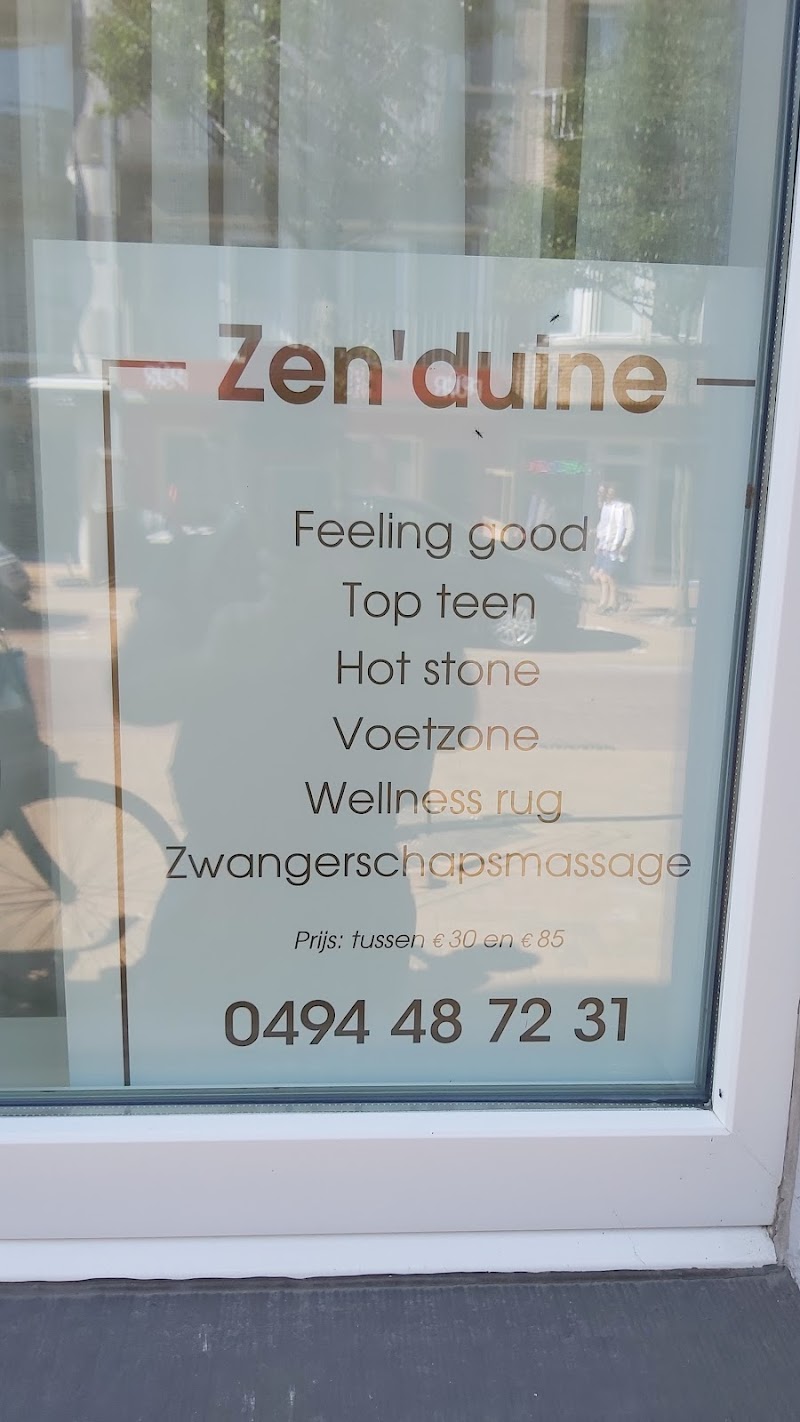 Zen'duine
Feeling good
Top teen
Hot stone
Voetzone
Wellness rug
Zwangerschapsmassage
Prijs: tussen € 30 en € 85
0494 48 72 31